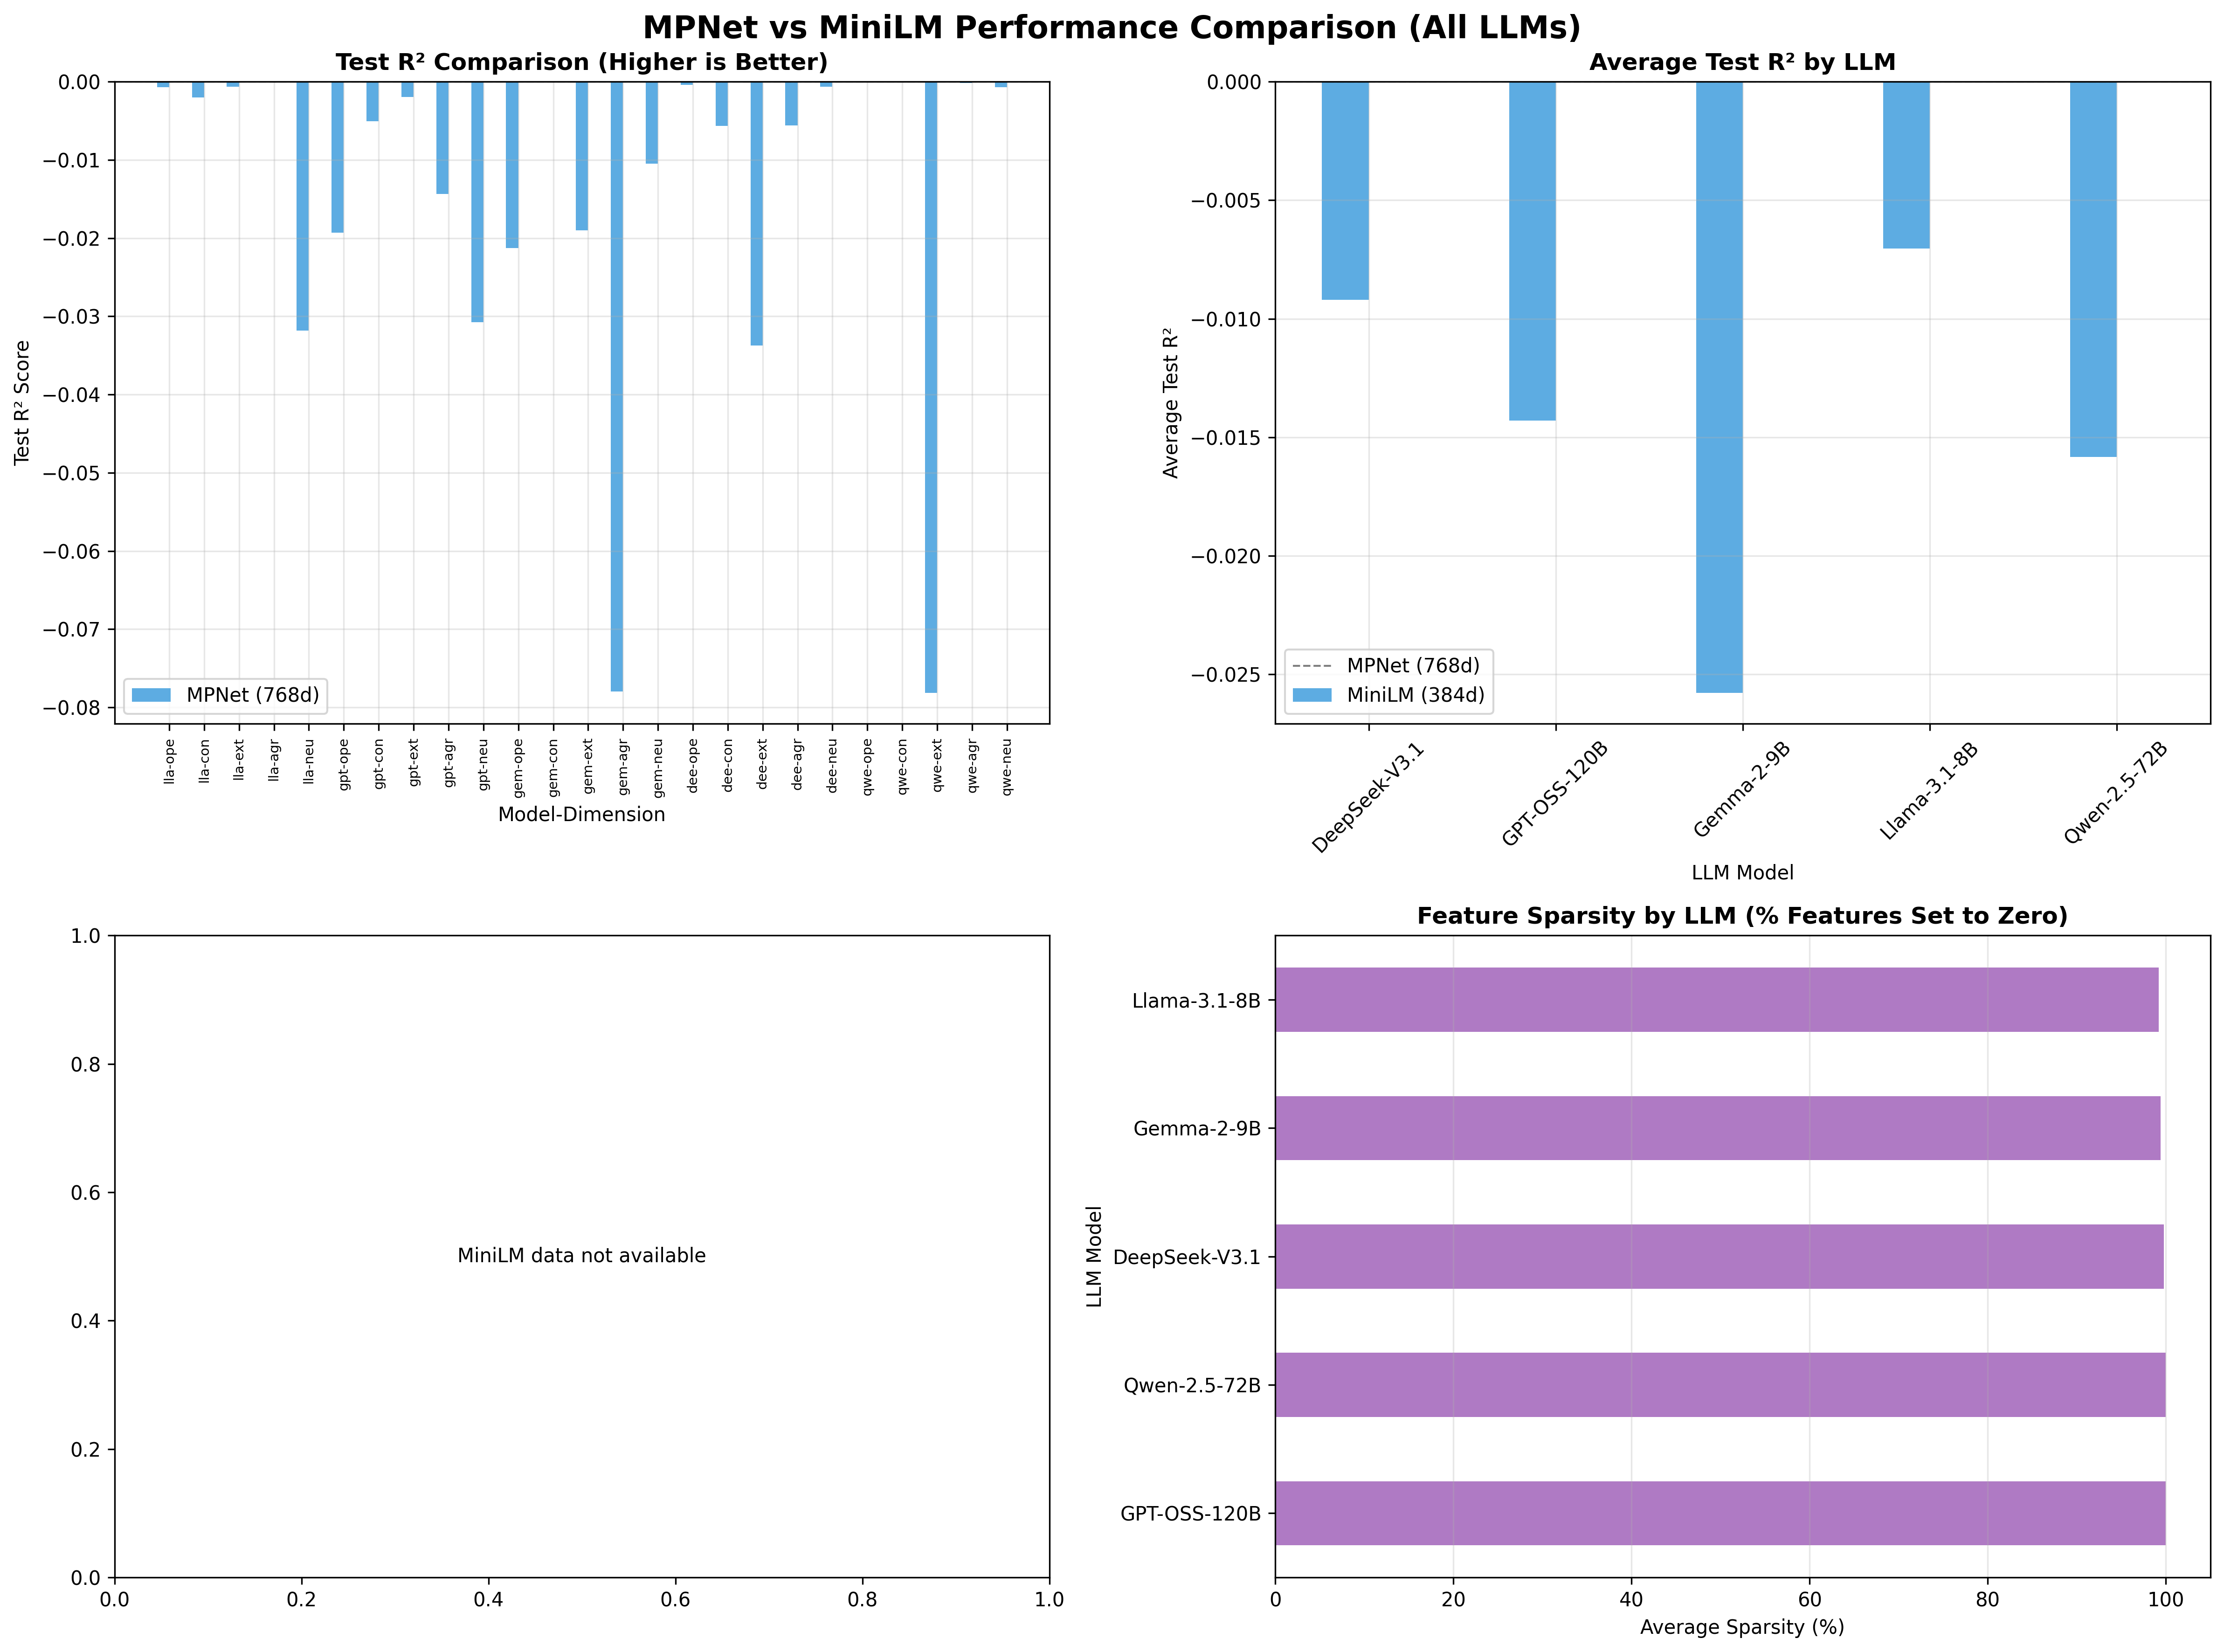 MPNet vs MiniLM Performance Comparison (All LLMs)
Test R² Comparison (Higher is Better)
0.00
−0.01
−0.02
−0.03
−0.04
−0.05
−0.06
−0.07
−0.08
Test R² Score
MPNet (768d)
lla-ope
lla-con
lla-ext
lla-agr
lla-neu
gpt-ope
gpt-con
gpt-ext
gpt-agr
gpt-neu
gem-ope
gem-con
gem-ext
gem-agr
gem-neu
dee-ope
dee-con
dee-ext
dee-agr
dee-neu
qwe-ope
qwe-con
qwe-ext
qwe-agr
qwe-neu
Model-Dimension
Average Test R² by LLM
0.000
−0.005
−0.010
−0.015
−0.020
−0.025
Average Test R²
MPNet (768d)
MiniLM (384d)
DeepSeek-V3.1
GPT-OSS-120B
Gemma-2-9B
Llama-3.1-8B
Qwen-2.5-72B
LLM Model
1.0
0.8
0.6
0.4
0.2
0.0
MiniLM data not available
0.0
0.2
0.4
0.6
0.8
1.0
Feature Sparsity by LLM (% Features Set to Zero)
LLM Model
Llama-3.1-8B
Gemma-2-9B
DeepSeek-V3.1
Qwen-2.5-72B
GPT-OSS-120B
0
20
40
60
80
100
Average Sparsity (%)